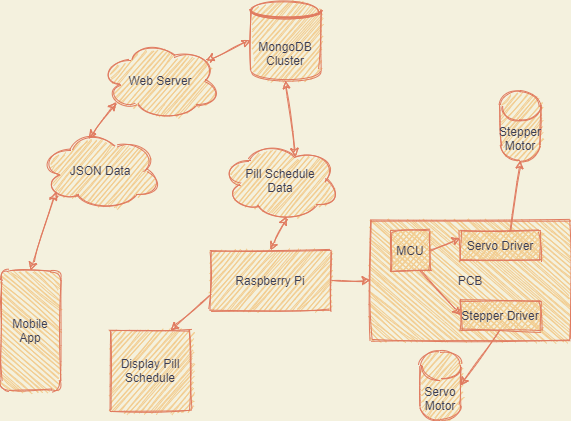 MongoDB
Cluster
Web Server
Stepper
Motor
JSON Data
Pill Schedule
Data
MCU
Servo Driver
Raspberry Pi
PCB
Mobile
App
Stepper Driver
Display Pill
Schedule
Servo
Motor